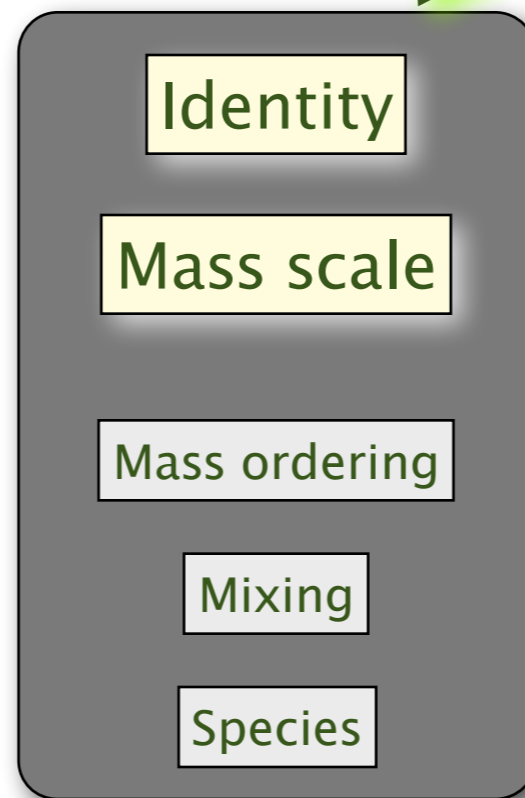 Identity
Mass scale
Mass ordering
Mixing
Species